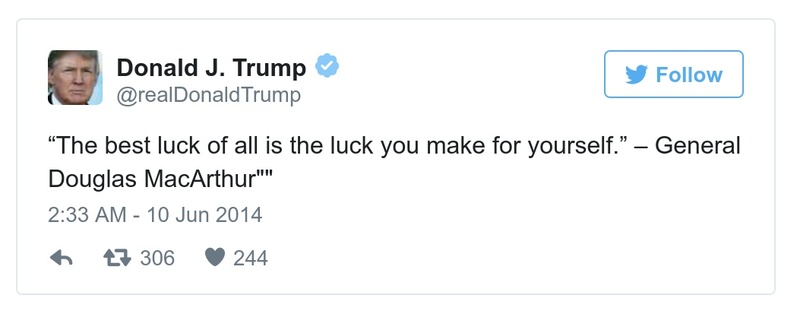 Donald J. Trump
Follow
@realDonaldTrump
“The best luck of all is the luck you make for yourself.” – General
Douglas MacArthur""
2:33 AM - 10 Jun 2014
306 244